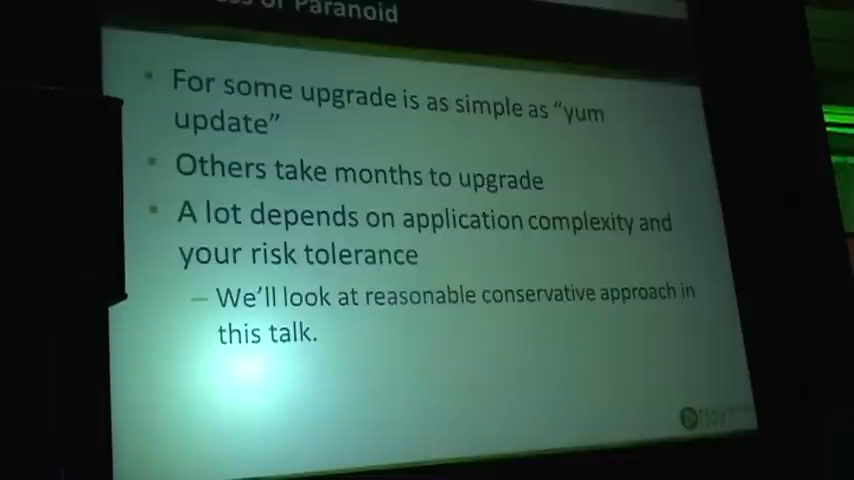 of Paranoid
For some upgrade is as simple as “yum
update”
Others take months to upgrade
A lot depends on application complexity and
your risk tolerance
– We’ll look at reasonable conservative approach in
this talk.